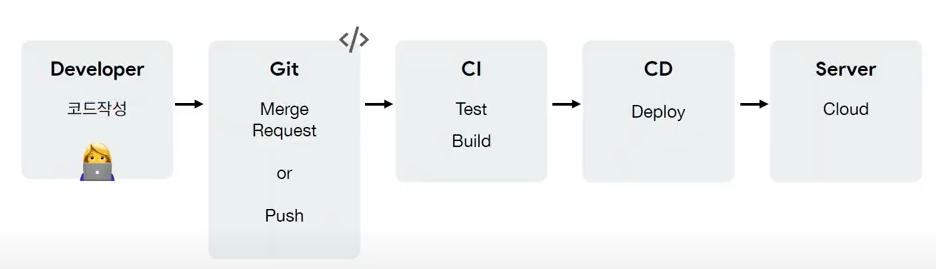 Developer
코드작성
</>
Git
Merge
Request
or
Push
CI
Test
Build
CD
Deploy
Server
Cloud